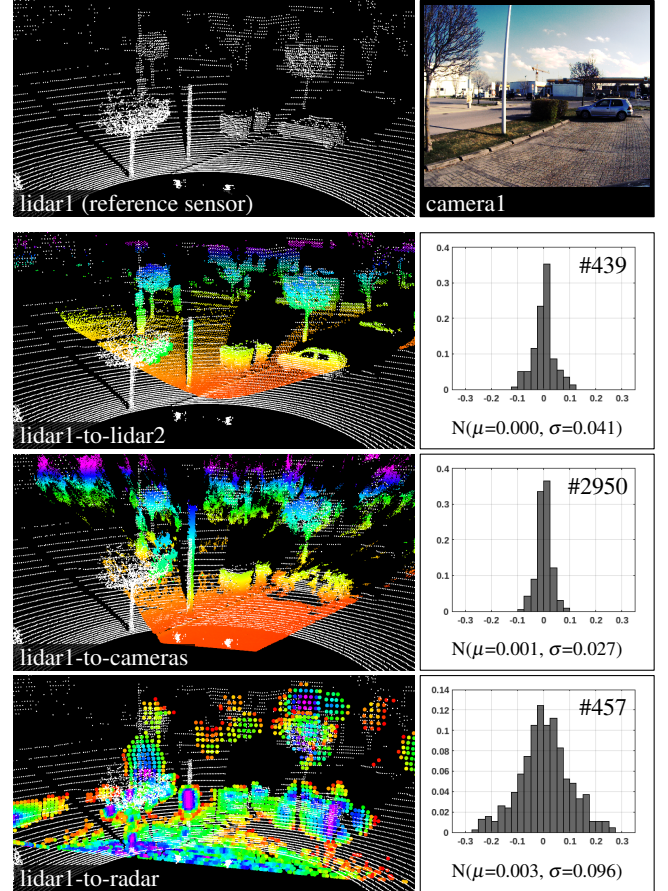 lidar1 (reference sensor)
camera1
lidar1-to-lidar2
0.4
0.3
0.2
0.1
0
-0.3 -0.2 -0.1 0 0.1 0.2 0.3
#439
N(μ=0.000, σ=0.041)
lidar1-to-cameras
0.4
0.3
0.2
0.1
0
-0.3 -0.2 -0.1 0 0.1 0.2 0.3
#2950
N(μ=0.001, σ=0.027)
lidar1-to-radar
0.14
0.12
0.1
0.08
0.06
0.04
0.02
0
-0.3 -0.2 -0.1 0 0.1 0.2 0.3
#457
N(μ=0.003, σ=0.096)